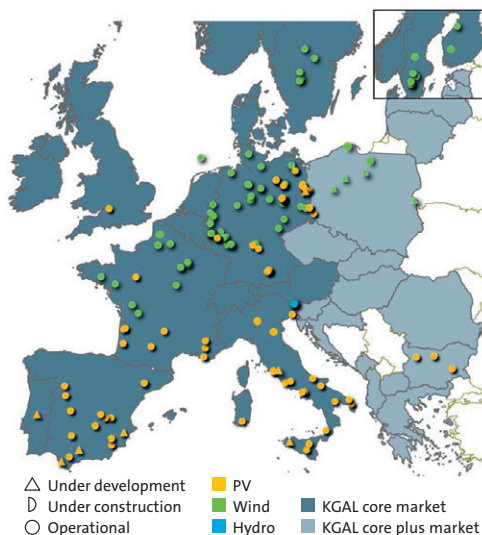 Under development
Under construction
Operational
PV
Wind
Hydro
KGAL core market
KGAL core plus market